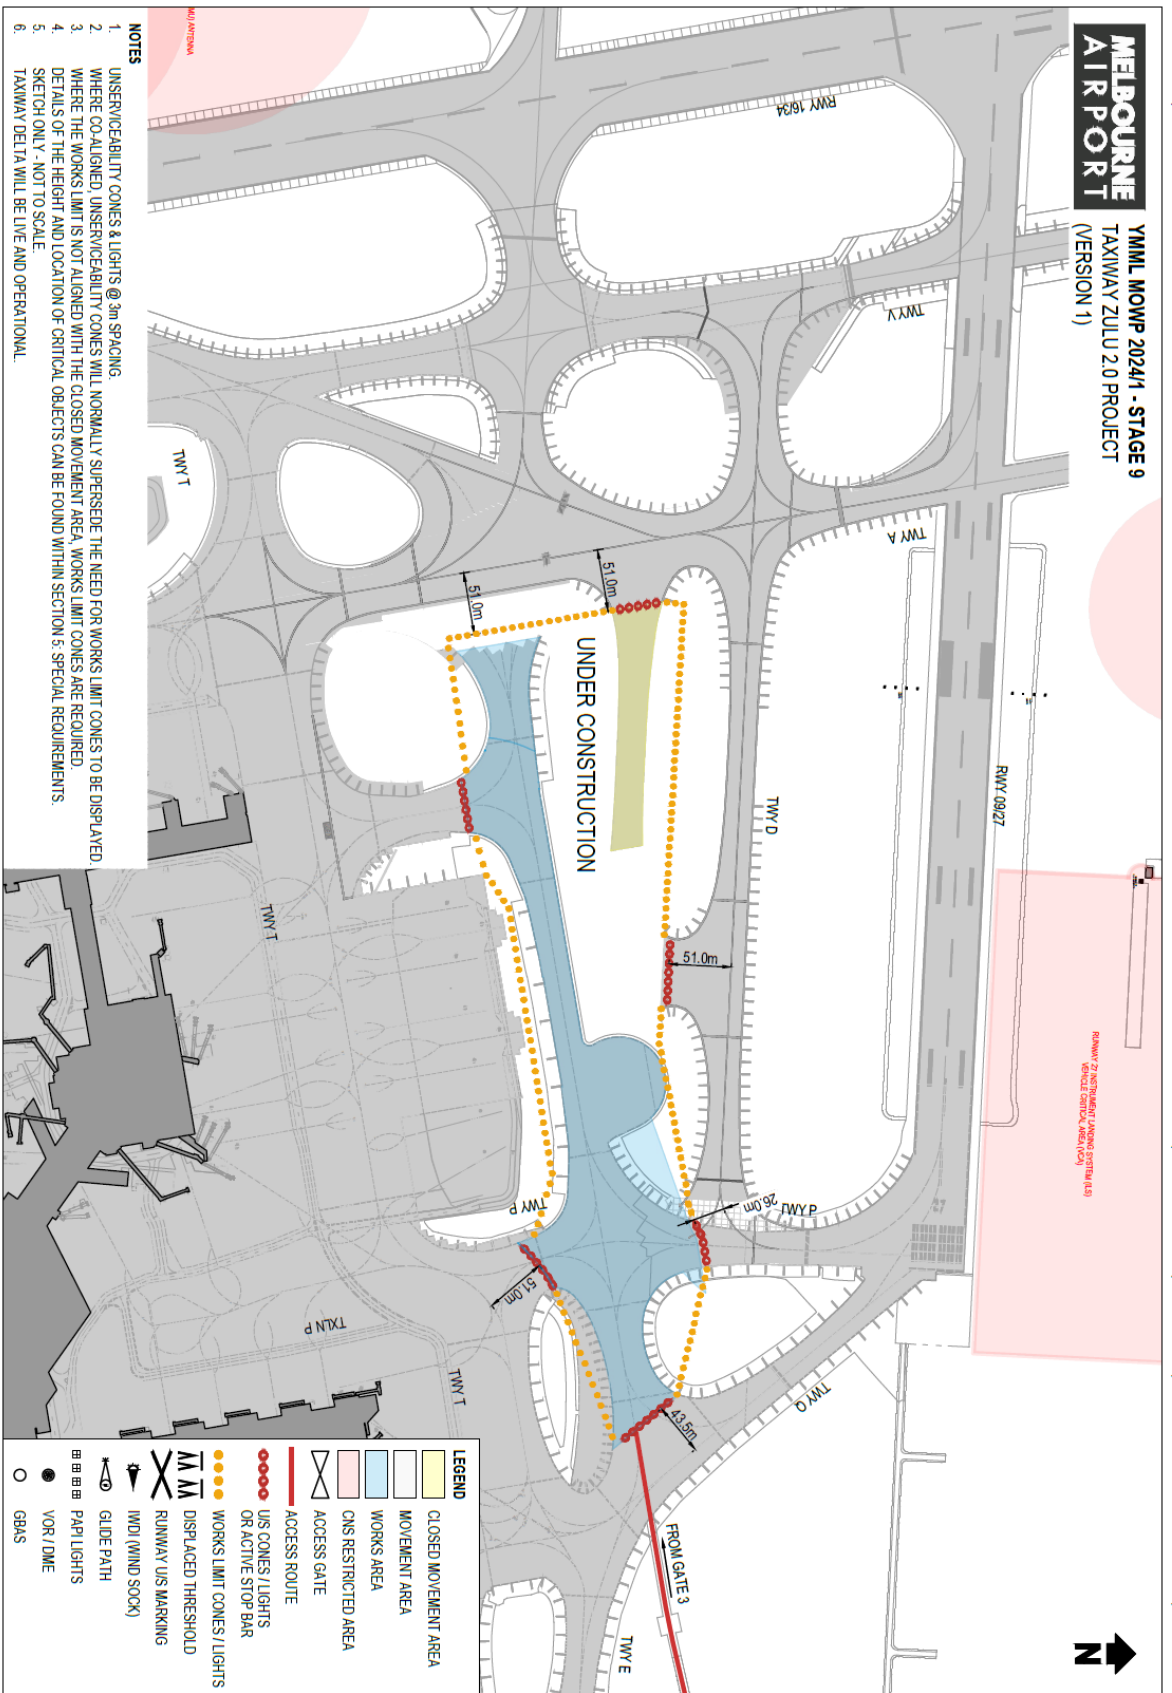 MELBOURNE
AIRPORT
YMML MOWP 2024/1 - STAGE 9
TAXIWAY ZULU 2.0 PROJECT
(VERSION 1)
N
RWY 16/34
TWY V
TWY A
RWY 09/27
RUNWAY 27 INSTRUMENT LANDING SYSTEM (ILS)
VEHICLE CRITICAL AREA (VCA)
TWY D
TWY T
51.0m
51.0m
UNDER CONSTRUCTION
51.0m
TWY P
26.0m
TWY P
51.0m
TWY Q
43.5m
TXLN P
TWY T
TWY T
FROM GATE 3
TWY E
ANTENNA
NOTES
1. UNSERVICEABILITY CONES & LIGHTS @ 3m SPACING.
2. WHERE CO-ALIGNED, UNSERVICEABILITY CONES WILL NORMALLY SUPERSEDE THE NEED FOR WORKS LIMIT CONES TO BE DISPLAYED.
3. WHERE THE WORKS LIMIT IS NOT ALIGNED WITH THE CLOSED MOVEMENT AREA, WORKS LIMIT CONES ARE REQUIRED.
4. DETAILS OF THE HEIGHT AND LOCATION OF CRITICAL OBJECTS CAN BE FOUND WITHIN SECTION 5: SPECIAL REQUIREMENTS.
5. SKETCH ONLY - NOT TO SCALE.
6. TAXIWAY DELTA WILL BE LIVE AND OPERATIONAL.
LEGEND
CLOSED MOVEMENT AREA
MOVEMENT AREA
WORKS AREA
CNS RESTRICTED AREA
ACCESS GATE
ACCESS ROUTE
U/S CONES / LIGHTS
OR ACTIVE STOP BAR
WORKS LIMIT CONES / LIGHTS
DISPLACED THRESHOLD
RUNWAY U/S MARKING
IWDI (WIND SOCK)
GLIDE PATH
PAPI LIGHTS
VOR / DME
GBAS